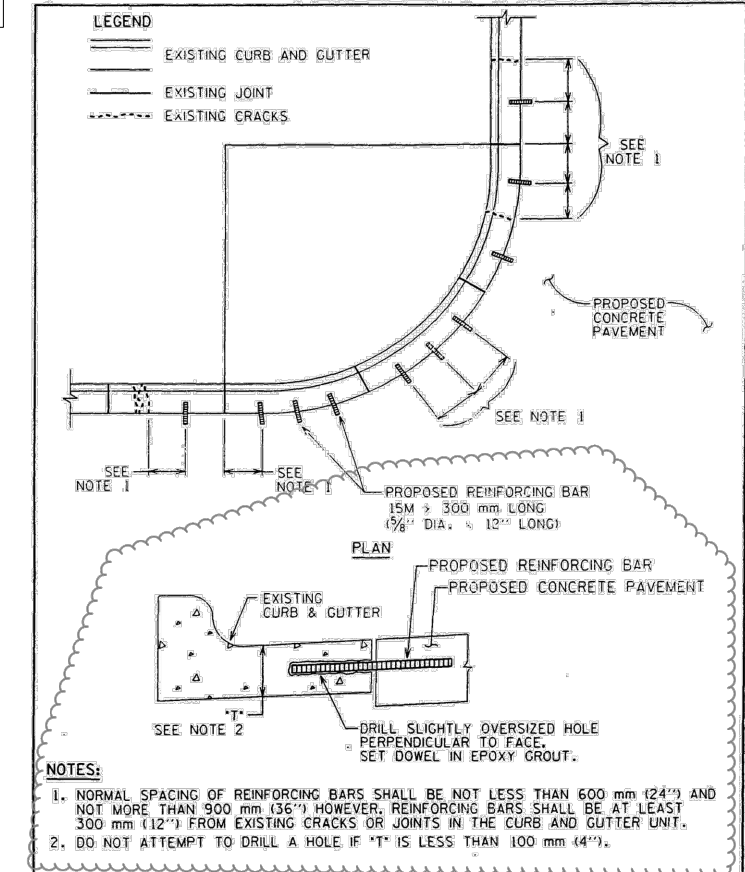 LEGEND
EXISTING CURB AND GUTTER
EXISTING JOINT
EXISTING CRACKS
SEE
NOTE 1
PROPOSED
CONCRETE
PAVEMENT
SEE NOTE 1
SEE
NOTE 1
SEE
NOTE 1
PROPOSED REINFORCING BAR
15M × 300 mm LONG
(5/8" DIA. × 12" LONG)
PLAN
PROPOSED REINFORCING BAR
PROPOSED CONCRETE PAVEMENT
EXISTING
CURB & GUTTER
"T"
SEE NOTE 2
DRILL SLIGHTLY OVERSIZED HOLE
PERPENDICULAR TO FACE.
SET DOWEL IN EPOXY GROUT.
NOTES:
1. NORMAL SPACING OF REINFORCING BARS SHALL BE NOT LESS THAN 600 mm (24") AND
NOT MORE THAN 900 mm (36") HOWEVER, REINFORCING BARS SHALL BE AT LEAST
300 mm (12") FROM EXISTING CRACKS OR JOINTS IN THE CURB AND GUTTER UNIT.
2. DO NOT ATTEMPT TO DRILL A HOLE IF "T" IS LESS THAN 100 mm (4").